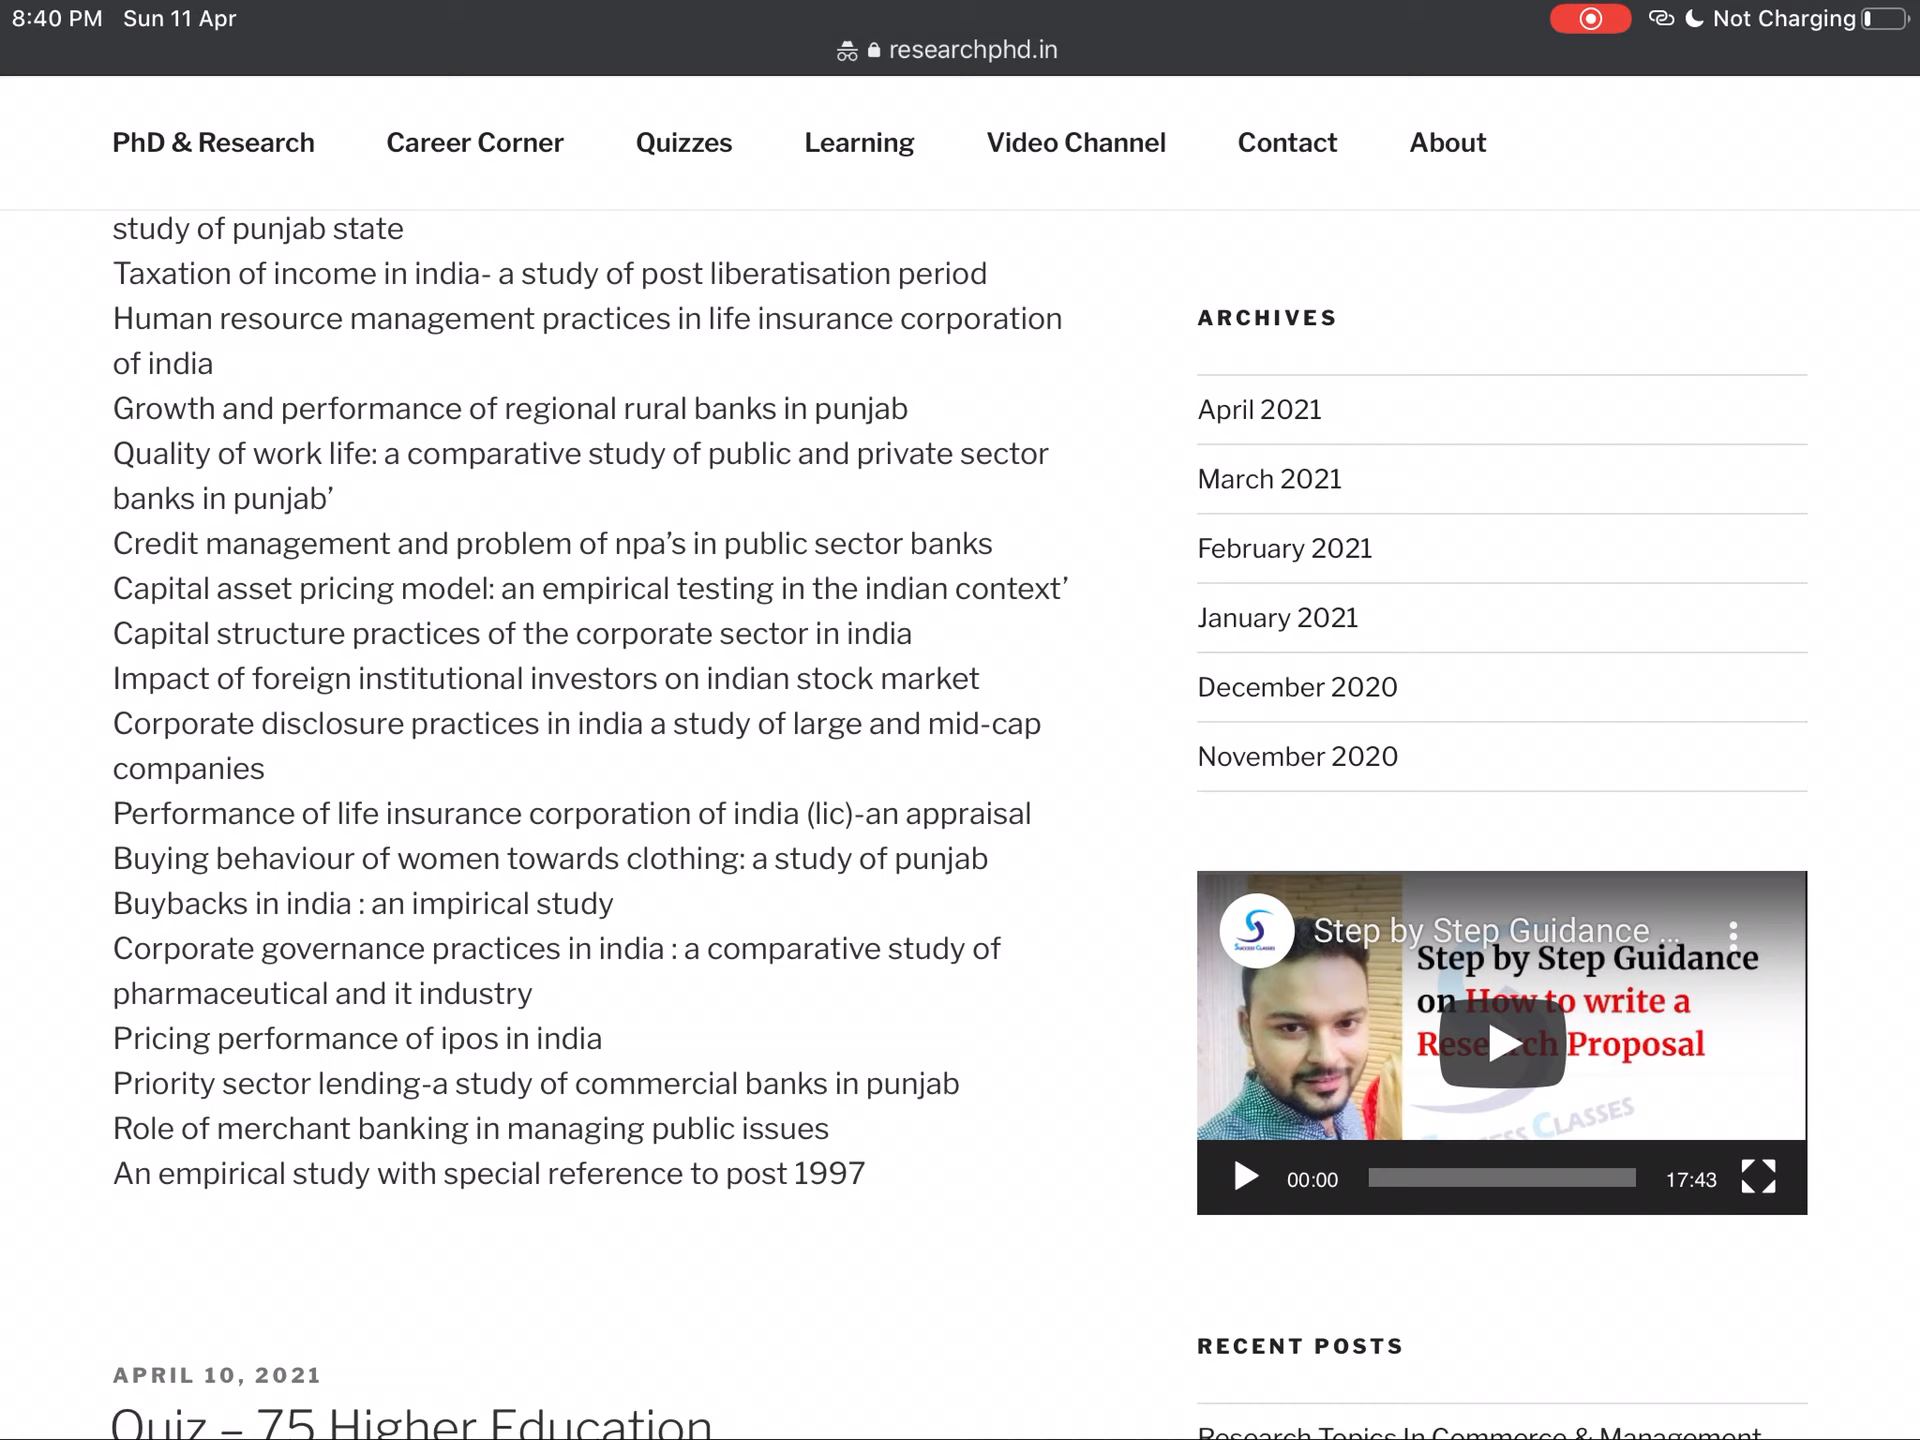 8:40 PM Sun 11 Apr
Not Charging
researchphd.in
PhD & Research Career Corner Quizzes Learning Video Channel Contact About
study of punjab state
Taxation of income in india- a study of post liberatisation period
Human resource management practices in life insurance corporation
of india
Growth and performance of regional rural banks in punjab
Quality of work life: a comparative study of public and private sector
banks in punjab’
Credit management and problem of npa’s in public sector banks
Capital asset pricing model: an empirical testing in the indian context’
Capital structure practices of the corporate sector in india
Impact of foreign institutional investors on indian stock market
Corporate disclosure practices in india a study of large and mid-cap
companies
Performance of life insurance corporation of india (lic)-an appraisal
Buying behaviour of women towards clothing: a study of punjab
Buybacks in india : an impirical study
Corporate governance practices in india : a comparative study of
pharmaceutical and it industry
Pricing performance of ipos in india
Priority sector lending-a study of commercial banks in punjab
Role of merchant banking in managing public issues
An empirical study with special reference to post 1997
APRIL 10, 2021
Quiz – 75 Higher Education
ARCHIVES
April 2021
March 2021
February 2021
January 2021
December 2020
November 2020
SUCCESS CLASSES
Step by Step Guidance ...
Step by Step Guidance
on How to write a
Research Proposal
SUCCESS CLASSES
00:00 17:43
RECENT POSTS
Research Topics In Commerce & Management